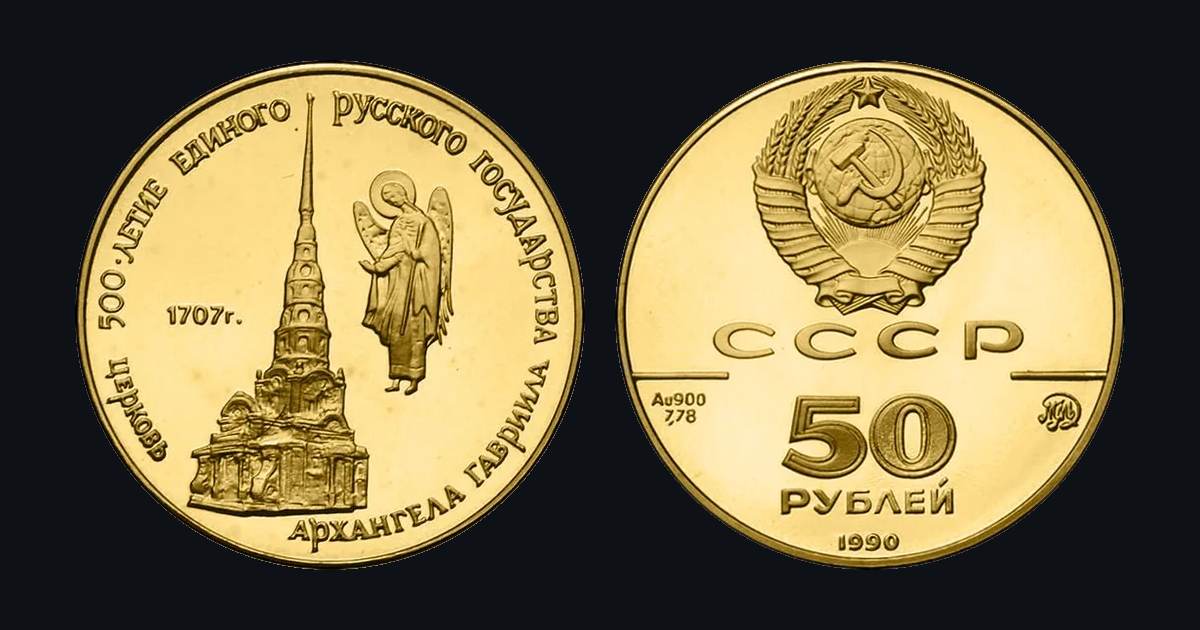 500·ЛЕТИЕ ЕДИНОГО РУССКОГО ГОСУДАРСТВА
1707г.
ЦЕРКОВЬ АРХАНГЕЛА ГАВРИИЛА
СССР
Au900
7,78
50
РУБЛЕЙ
1990